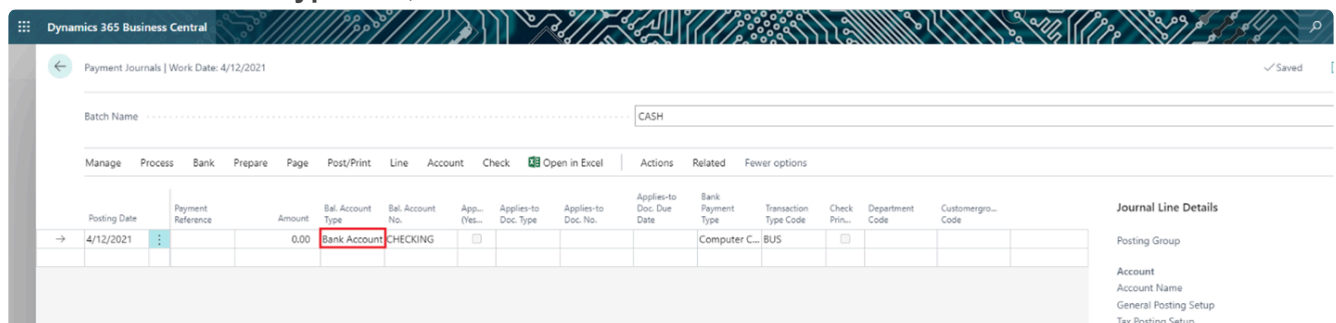 Dynamics 365 Business Central
Payment Journals | Work Date: 4/12/2021
Saved
Batch Name
CASH
Manage Process Bank Prepare Page Post/Print Line Account Check Open in Excel Actions Related Fewer options
Posting Date Payment Reference Amount Bal. Account Type Bal. Account No. App... (Yes... Applies-to Doc. Type Applies-to Doc. No. Applies-to Doc. Due Date Bank Payment Type Transaction Type Code Check Prin... Department Code Customergro... Code
4/12/2021 0.00 Bank Account CHECKING Computer C... BUS
Journal Line Details
Posting Group
Account
Account Name
General Posting Setup
Tax Posting Setup